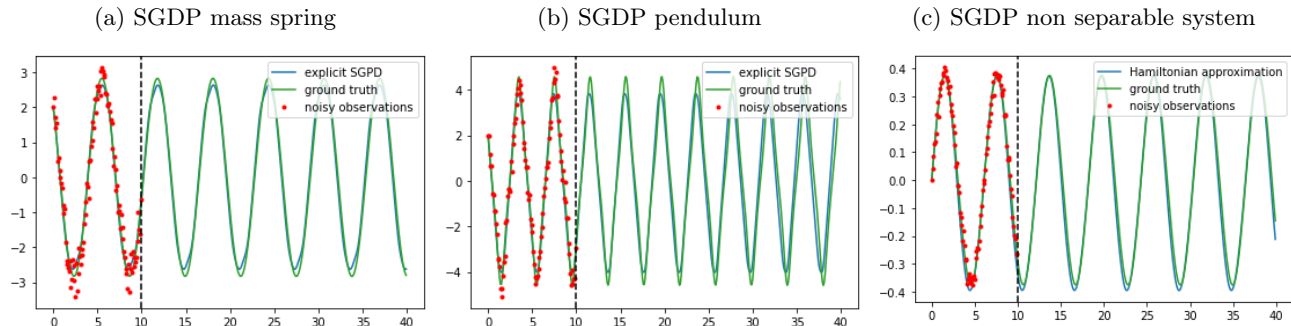 (a) SGDP mass spring
(b) SGDP pendulum
(c) SGDP non separable system
explicit SGPD
ground truth
noisy observations
3
2
1
0
−1
−2
−3
0 5 10 15 20 25 30 35 40
explicit SGPD
ground truth
noisy observations
4
2
0
−2
−4
0 5 10 15 20 25 30 35 40
Hamiltonian approximation
ground truth
noisy observations
0.4
0.3
0.2
0.1
0.0
−0.1
−0.2
−0.3
−0.4
0 5 10 15 20 25 30 35 40